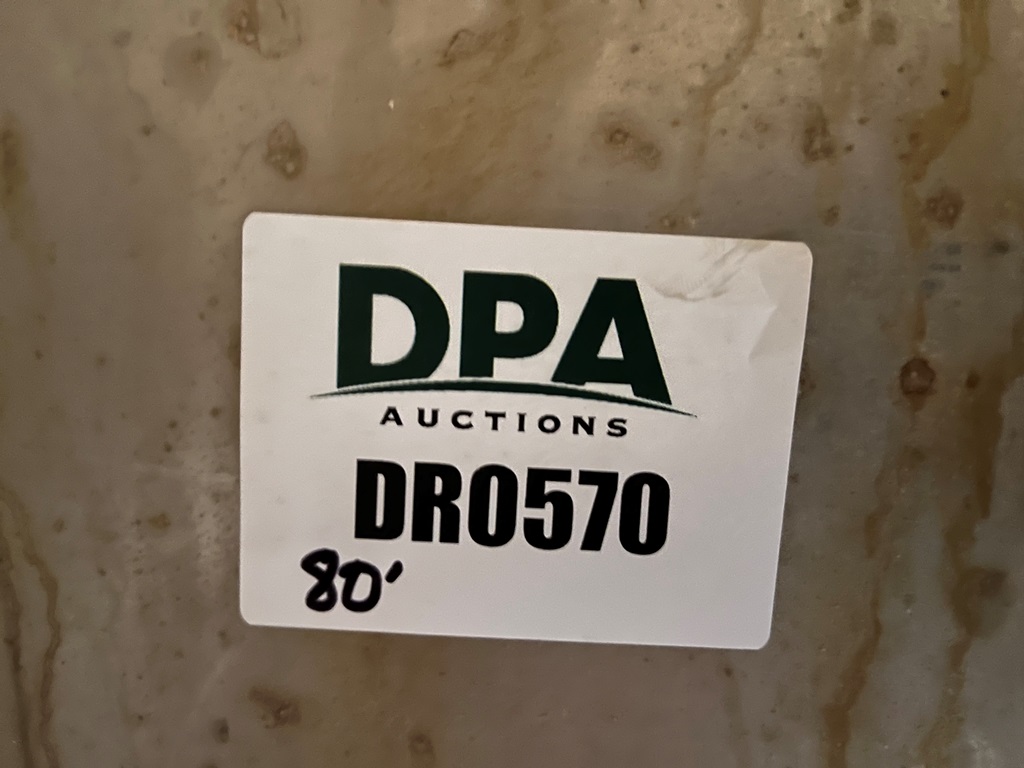 DPA
AUCTIONS
DR0570
80'